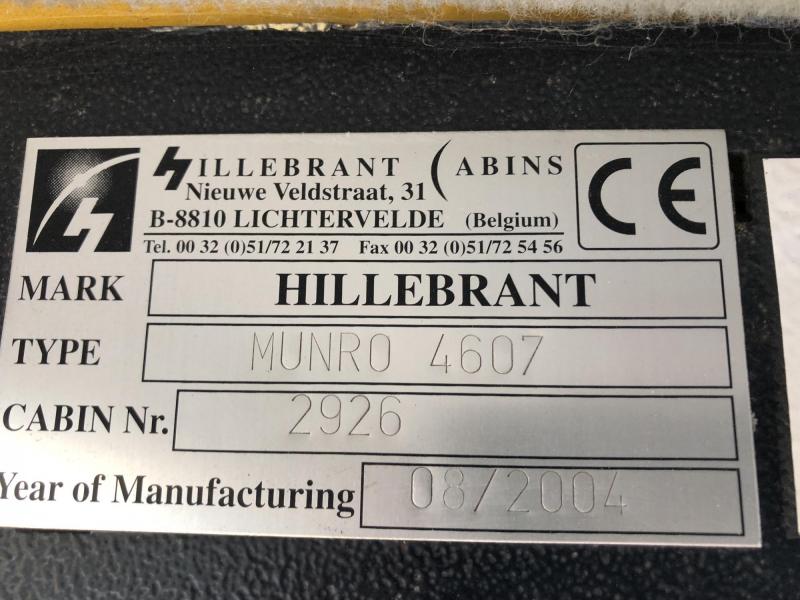 HILLEBRANT CABINS
Nieuwe Veldstraat, 31
B-8810 LICHTERVELDE (Belgium)
Tel. 00 32 (0)51/72 21 37 Fax 00 32 (0)51/72 54 56
CE
MARK HILLEBRANT
TYPE MUNRO 4607
CABIN Nr. 2926
Year of Manufacturing 08/2004